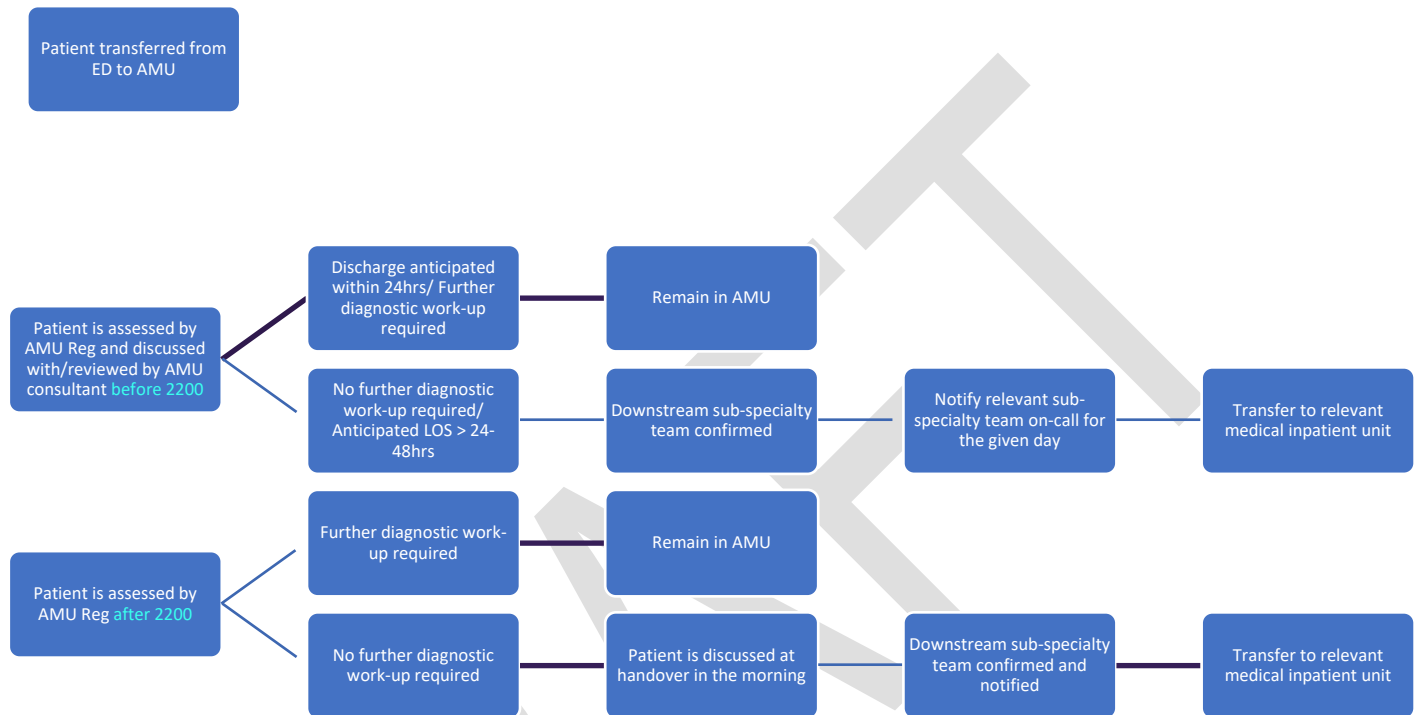 Patient transferred from
ED to AMU
Discharge anticipated
within 24hrs/ Further
diagnostic work-up
required
Remain in AMU
Patient is assessed by
AMU Reg and discussed
with/reviewed by AMU
consultant before 2200
No further diagnostic
work-up required/
Anticipated LOS > 24-
48hrs
Downstream sub-specialty
team confirmed
Notify relevant sub-
specialty team on-call for
the given day
Transfer to relevant
medical inpatient unit
Further diagnostic work-
up required
Remain in AMU
Patient is assessed by
AMU Reg after 2200
No further diagnostic
work-up required
Patient is discussed at
handover in the morning
Downstream sub-specialty
team confirmed and
notified
Transfer to relevant
medical inpatient unit